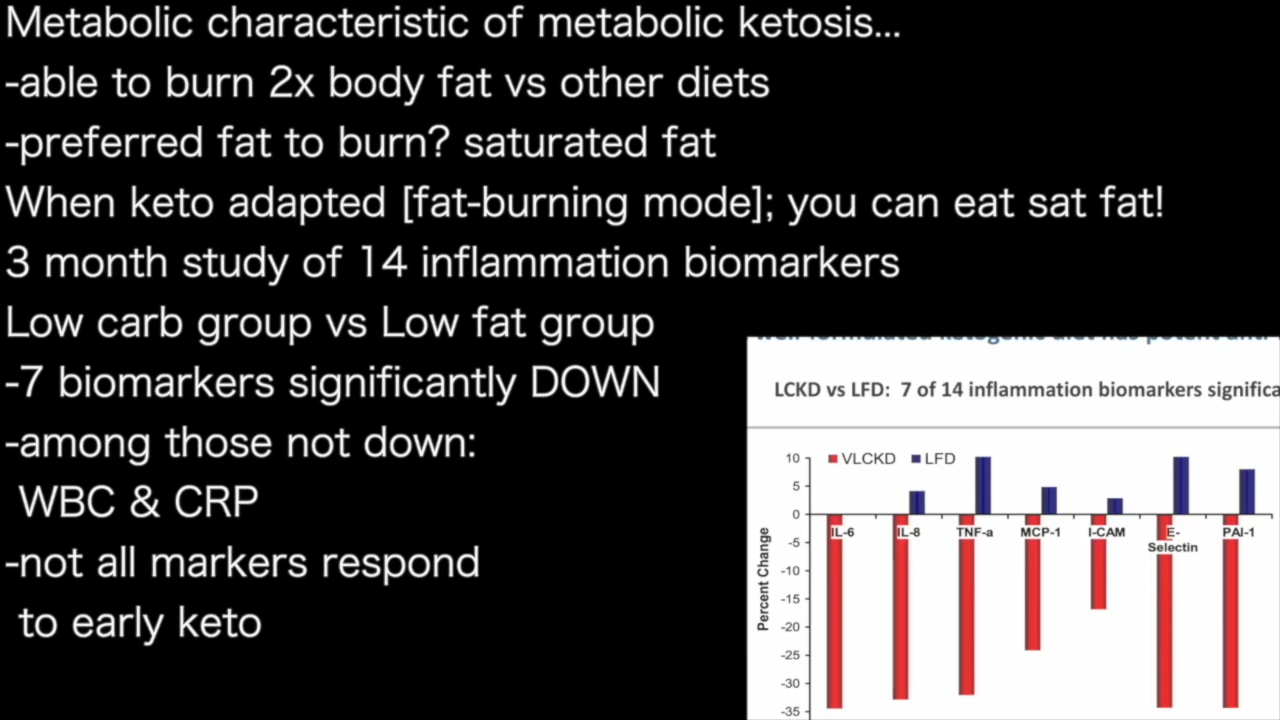 Metabolic characteristic of metabolic ketosis...
-able to burn 2x body fat vs other diets
-preferred fat to burn? saturated fat
When keto adapted [fat-burning mode]; you can eat sat fat!
3 month study of 14 inflammation biomarkers
Low carb group vs Low fat group
-7 biomarkers significantly DOWN
-among those not down:
WBC & CRP
-not all markers respond
to early keto
ketogenic diet has potent
LCKD vs LFD: 7 of 14 inflammation biomarkers
VLCKD LFD
10
5
0
-5
-10
-15
-20
-25
-30
-35
Percent Change
IL-6 IL-8 TNF-a MCP-1 I-CAM E-Selectin PAI-1